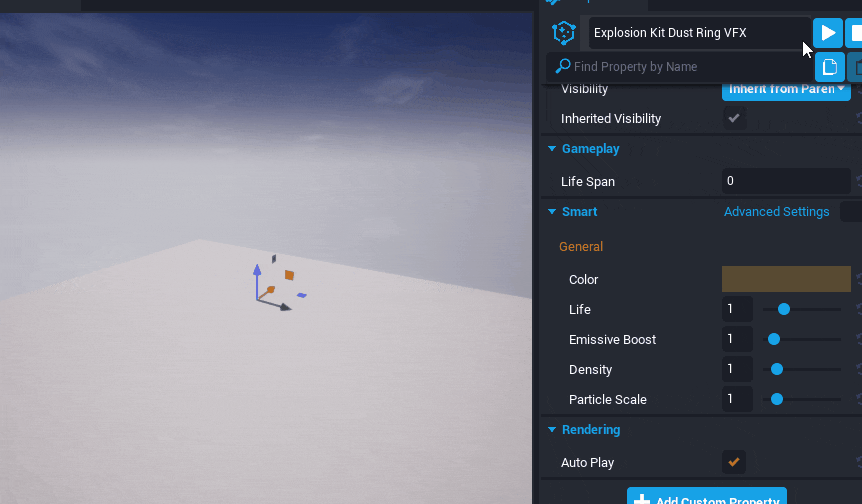 Explosion Kit Dust Ring VFX
Find Property by Name
Visibility
Inherit from Paren
Inherited Visibility
Gameplay
Life Span
0
Smart
Advanced Settings
General
Color
Life
1
Emissive Boost
1
Density
1
Particle Scale
1
Rendering
Auto Play
Add Custom Property